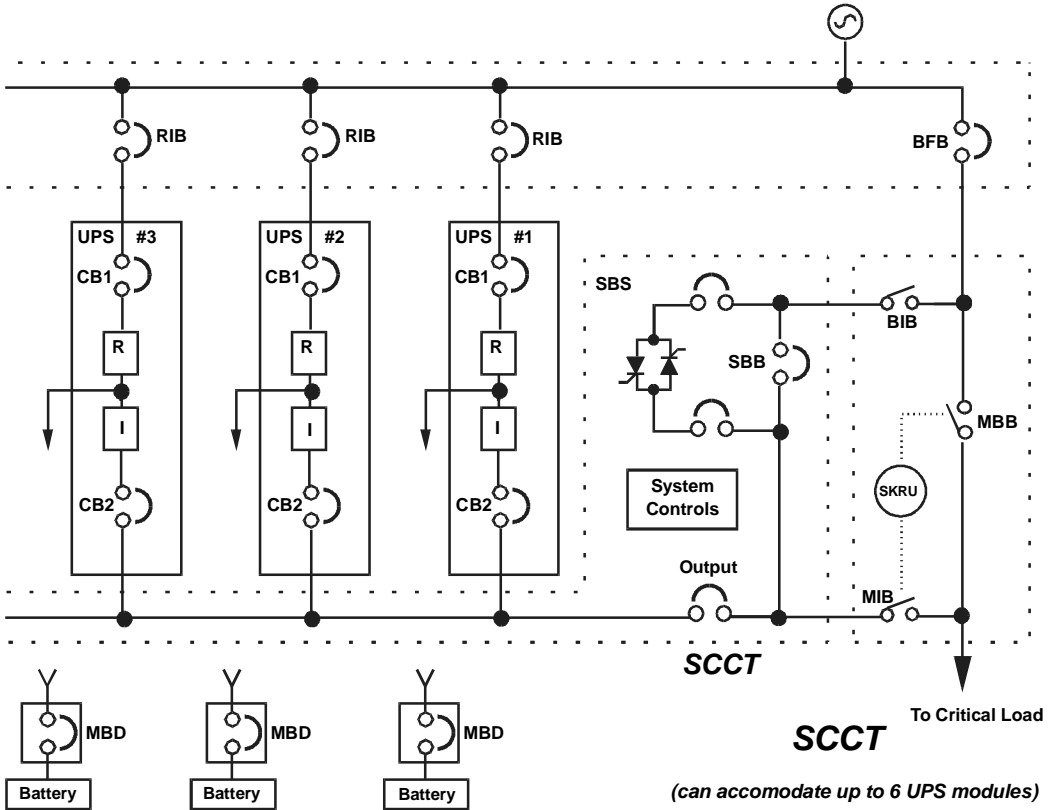 RIB
RIB
RIB
BFB
UPS #3
UPS #2
UPS #1
CB1
CB1
CB1
SBS
BIB
R
R
R
SBB
MBB
I
I
I
System
Controls
SKRU
CB2
CB2
CB2
Output
MIB
SCCT
To Critical Load
MBD
MBD
MBD
SCCT
Battery
Battery
Battery
(can accomodate up to 6 UPS modules)